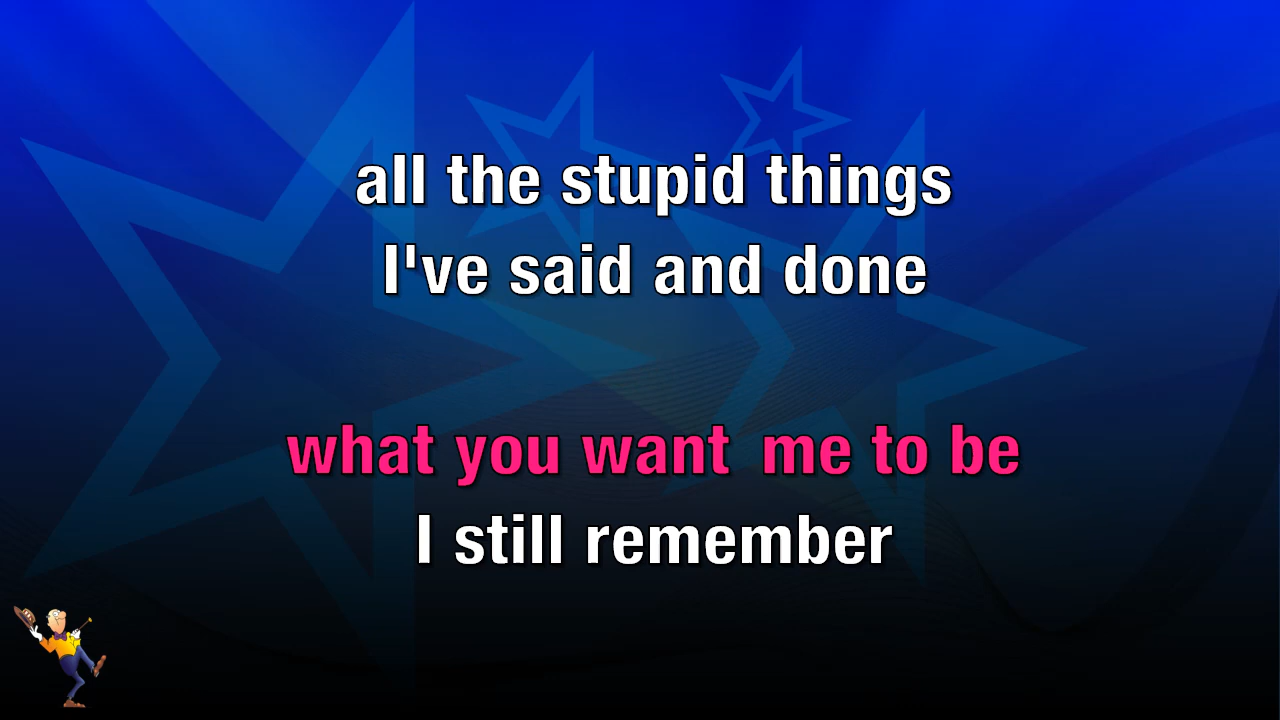 all the stupid things
I've said and done
what you want me to be
I still remember